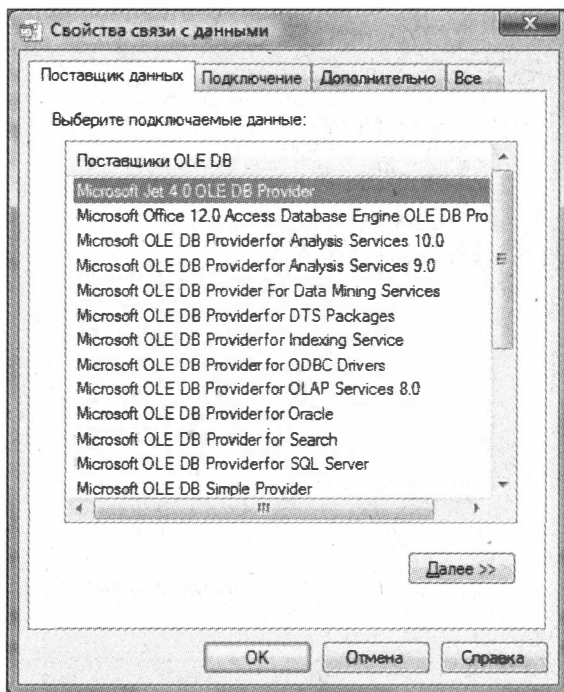 Свойства связи с данными
Поставщик данных Подключение Дополнительно Все
Выберите подключаемые данные:
Поставщики OLE DB
Microsoft Jet 4.0 OLE DB Provider
Microsoft Office 12.0 Access Database Engine OLE DB Pro
Microsoft OLE DB Providerfor Analysis Services 10.0
Microsoft OLE DB Providerfor Analysis Services 9.0
Microsoft OLE DB Provider For Data Mining Services
Microsoft OLE DB Providerfor DTS Packages
Microsoft OLE DB Providerfor Indexing Service
Microsoft OLE DB Provider for ODBC Drivers
Microsoft OLE DB Providerfor OLAP Services 8.0
Microsoft OLE DB Provider for Oracle
Microsoft OLE DB Provider for Search
Microsoft OLE DB Providerfor SQL Server
Microsoft OLE DB Simple Provider
Далее >>
OK Отмена Справка